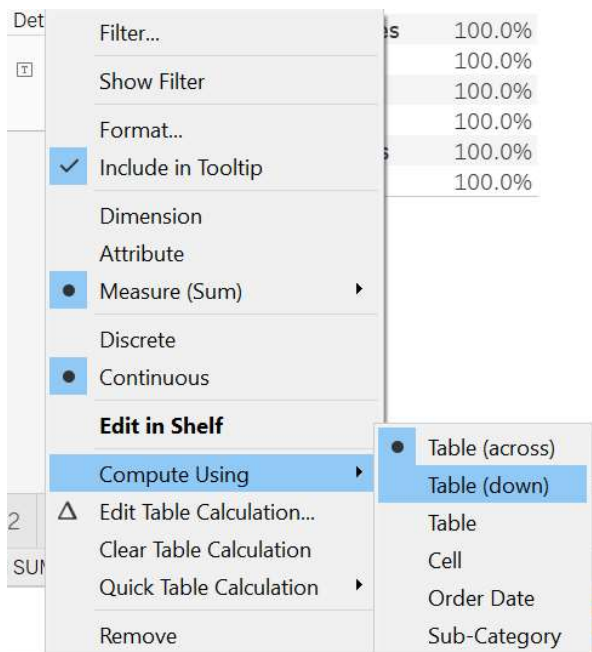 Det
T
Filter...
Show Filter
Format...
Include in Tooltip
Dimension
Attribute
Measure (Sum)
Discrete
Continuous
Edit in Shelf
Compute Using
Edit Table Calculation...
Clear Table Calculation
Quick Table Calculation
Remove
es 100.0%
100.0%
100.0%
100.0%
s 100.0%
100.0%
Table (across)
Table (down)
Table
Cell
Order Date
Sub-Category
2
SUM